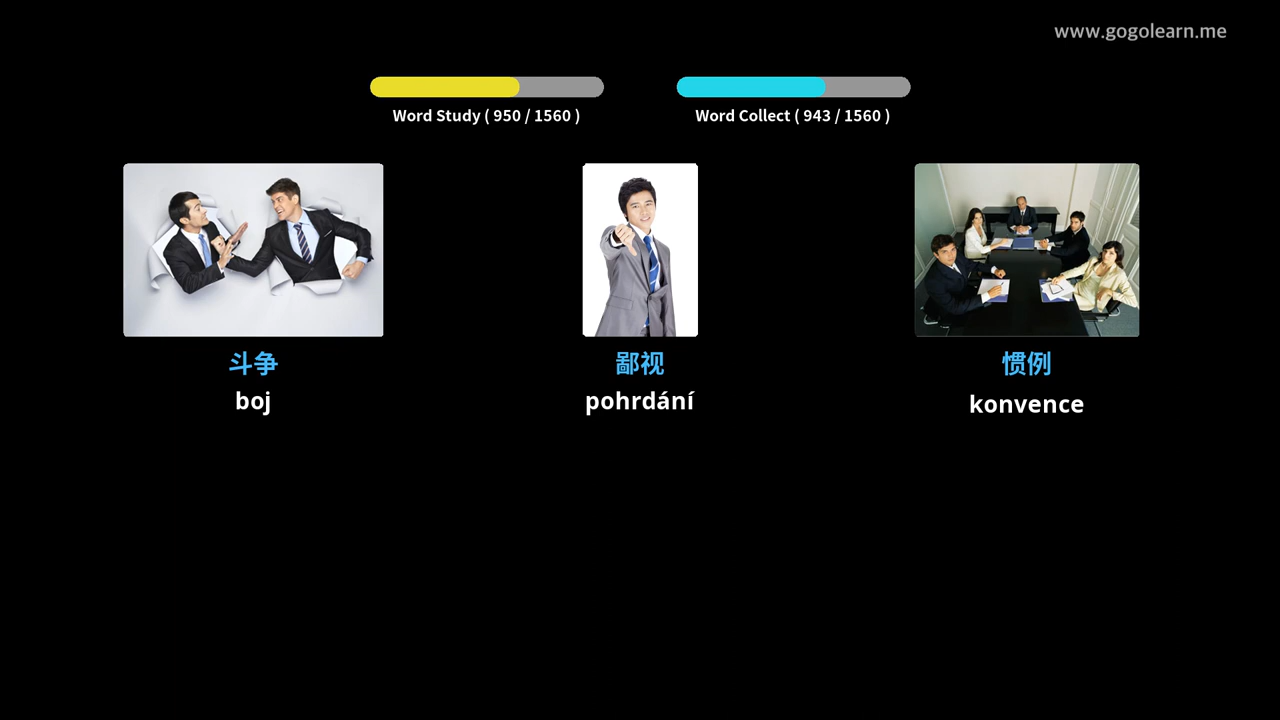 www.gogolearn.me
Word Study ( 950 / 1560 )
Word Collect ( 943 / 1560 )
斗争
boj
鄙视
pohrdání
惯例
konvence